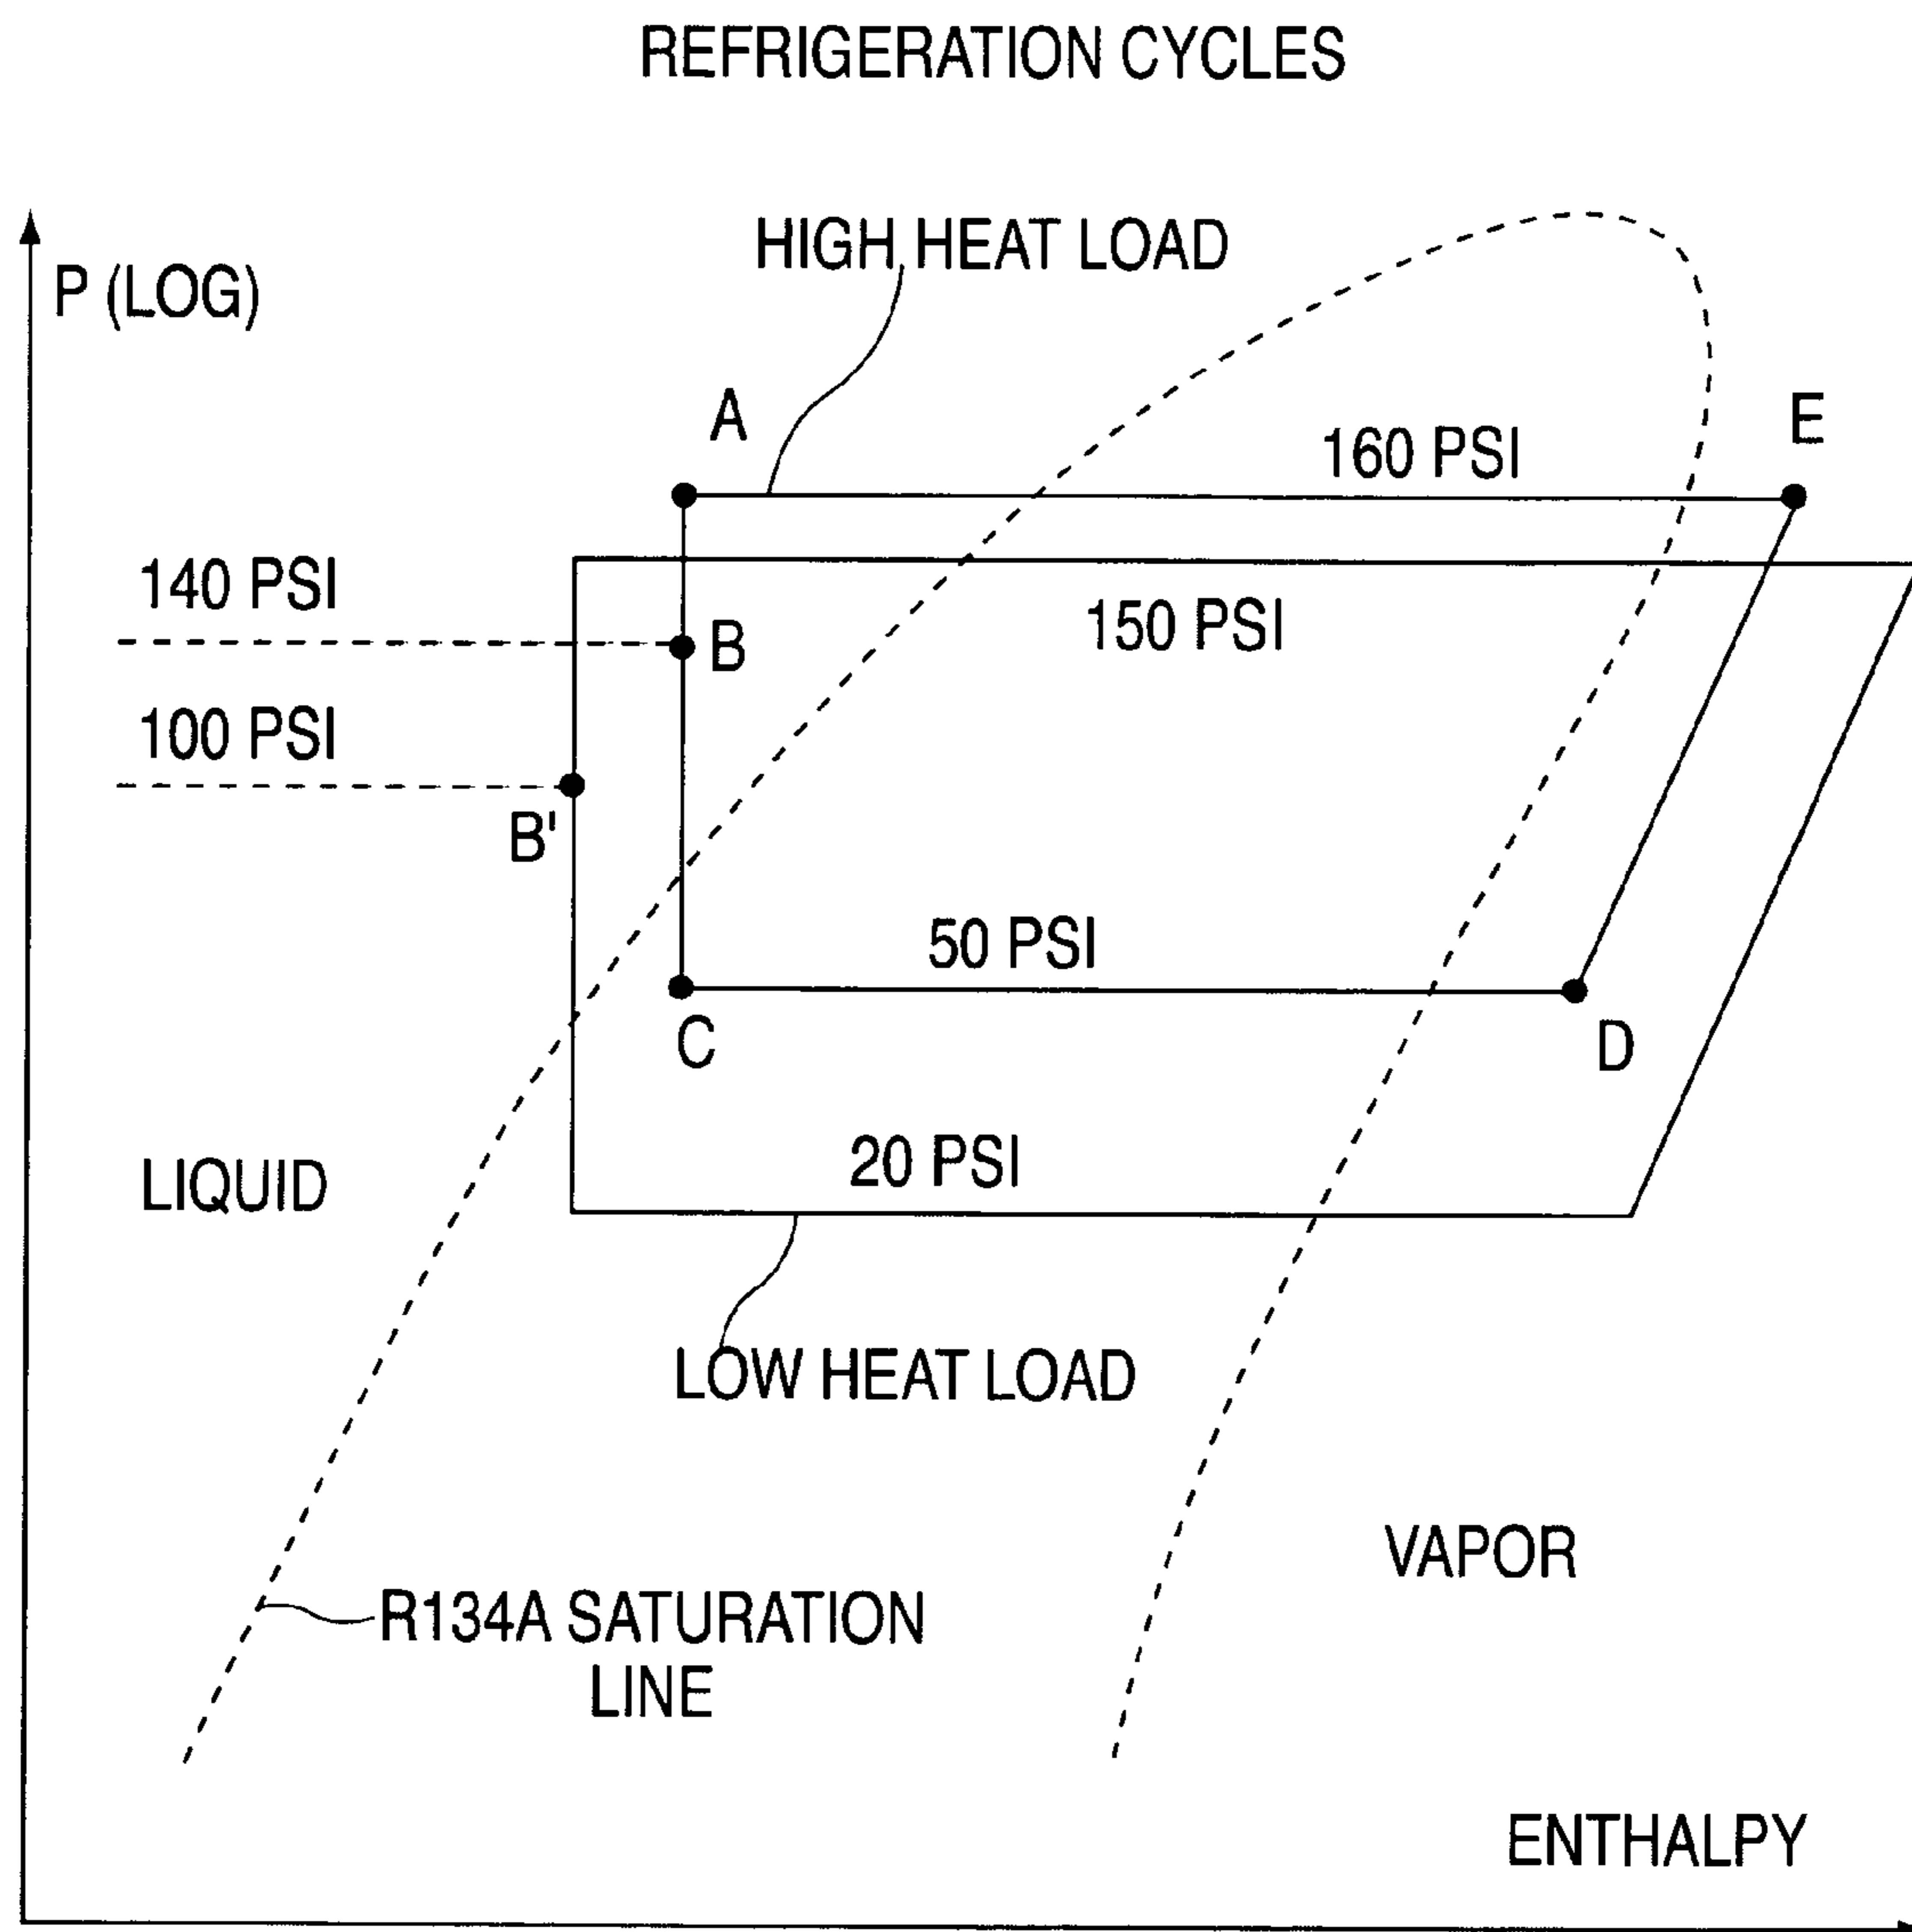 REFRIGERATION CYCLES
P (LOG)
HIGH HEAT LOAD
A
160 PSI
E
140 PSI
B
150 PSI
100 PSI
B'
50 PSI
C
D
20 PSI
LIQUID
LOW HEAT LOAD
VAPOR
R134A SATURATION
LINE
ENTHALPY